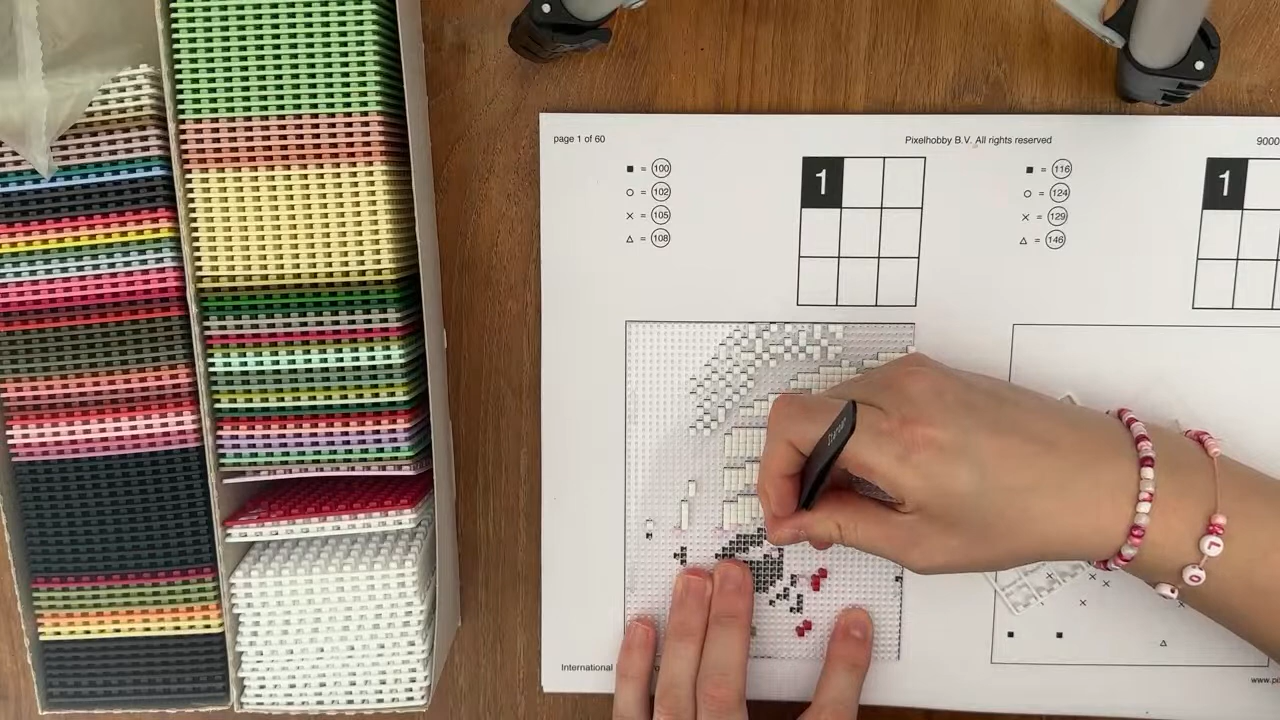 page 1 of 60
Pixelhobby B.V. All rights reserved
9000
■ = 100
○ = 102
× = 105
△ = 108
1
■ = 116
○ = 124
× = 129
△ = 146
1
International
www.pi